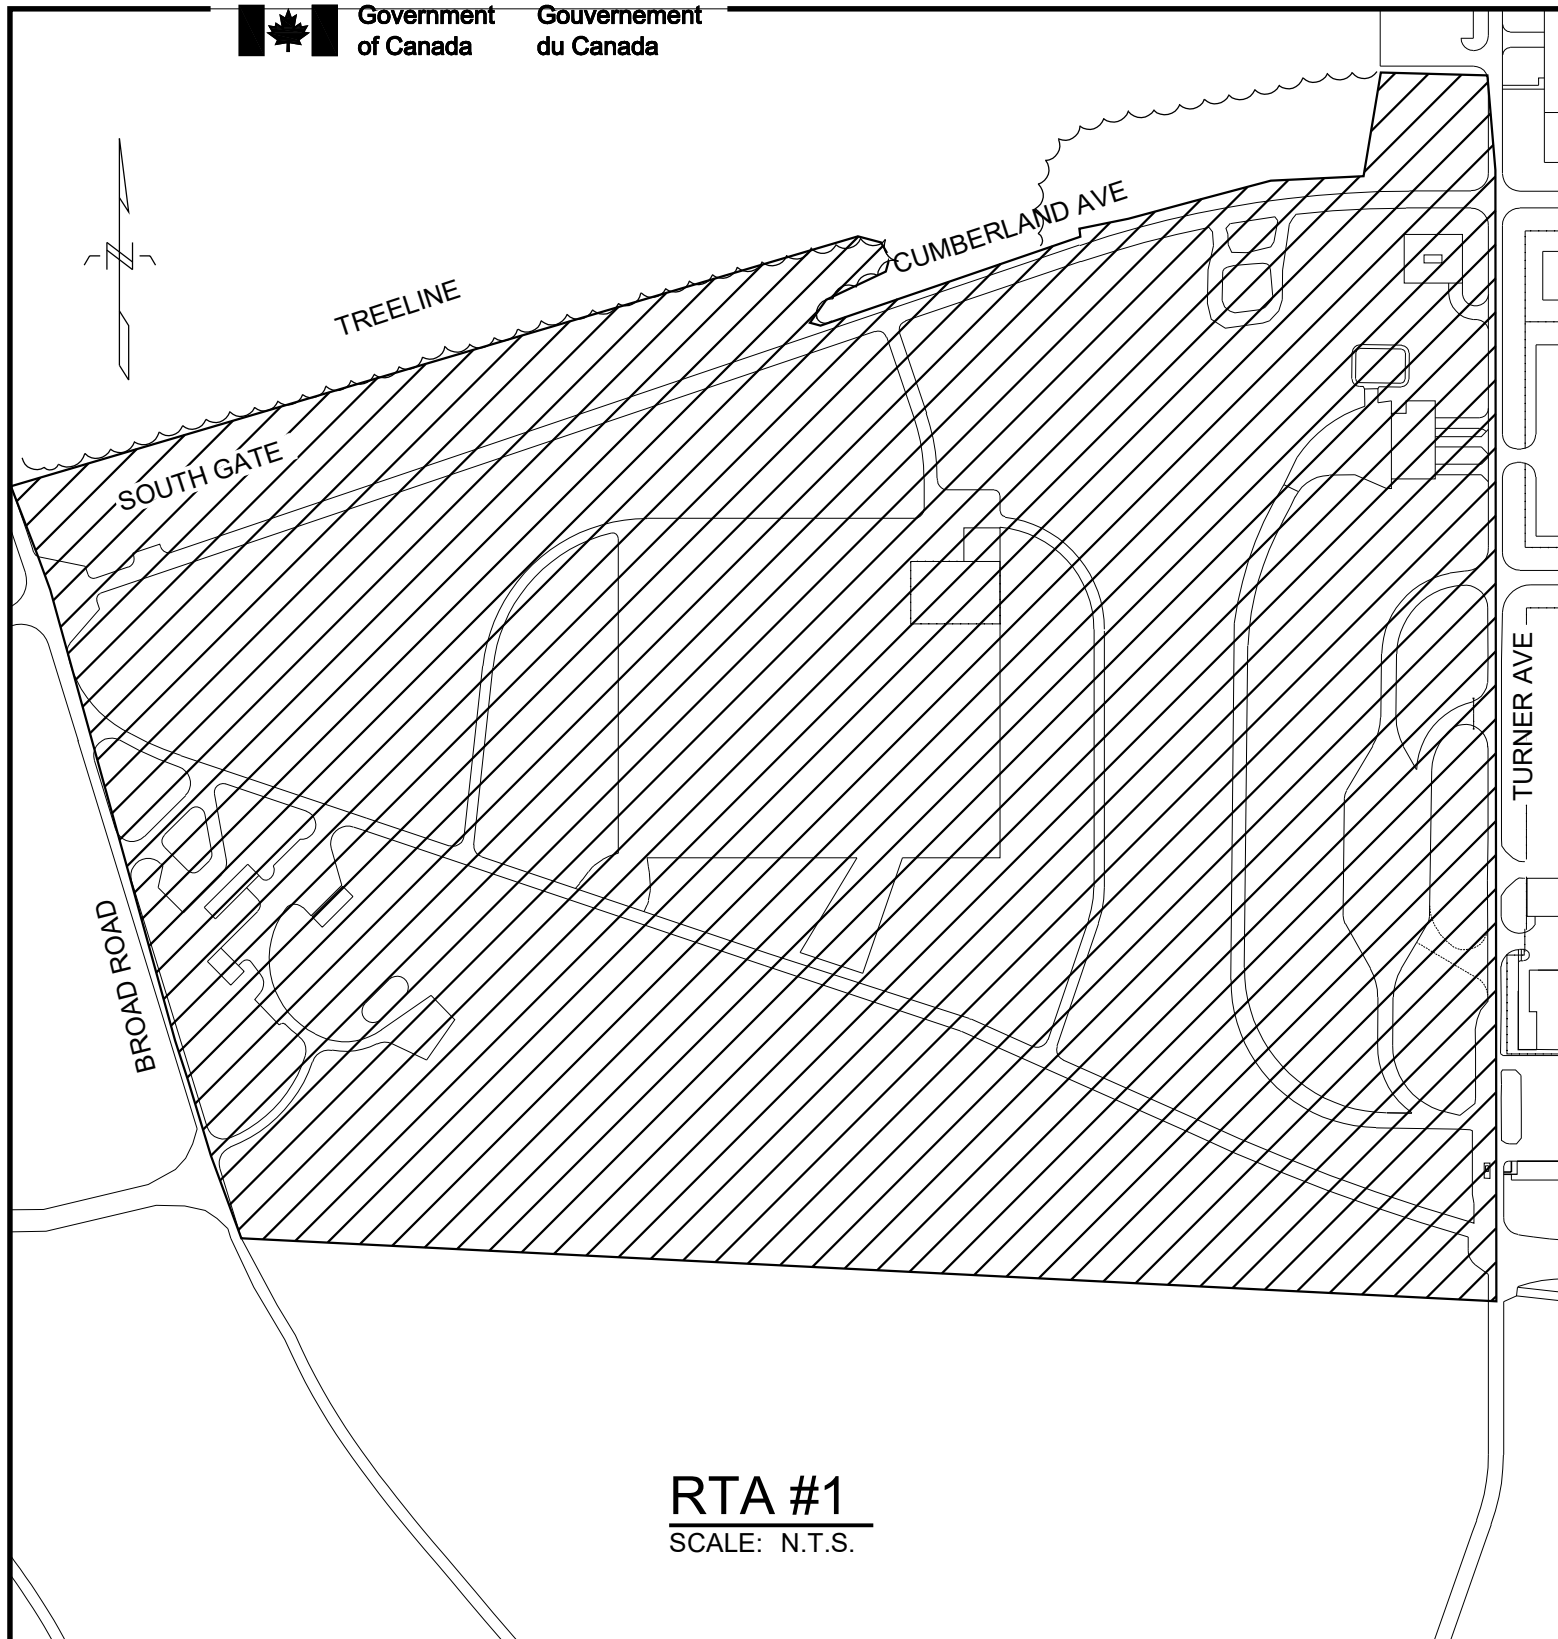 Government Gouvernement
of Canada du Canada
CUMBERLAND AVE
N
TREELINE
SOUTH GATE
TURNER AVE
BROAD ROAD
RTA #1
SCALE: N.T.S.